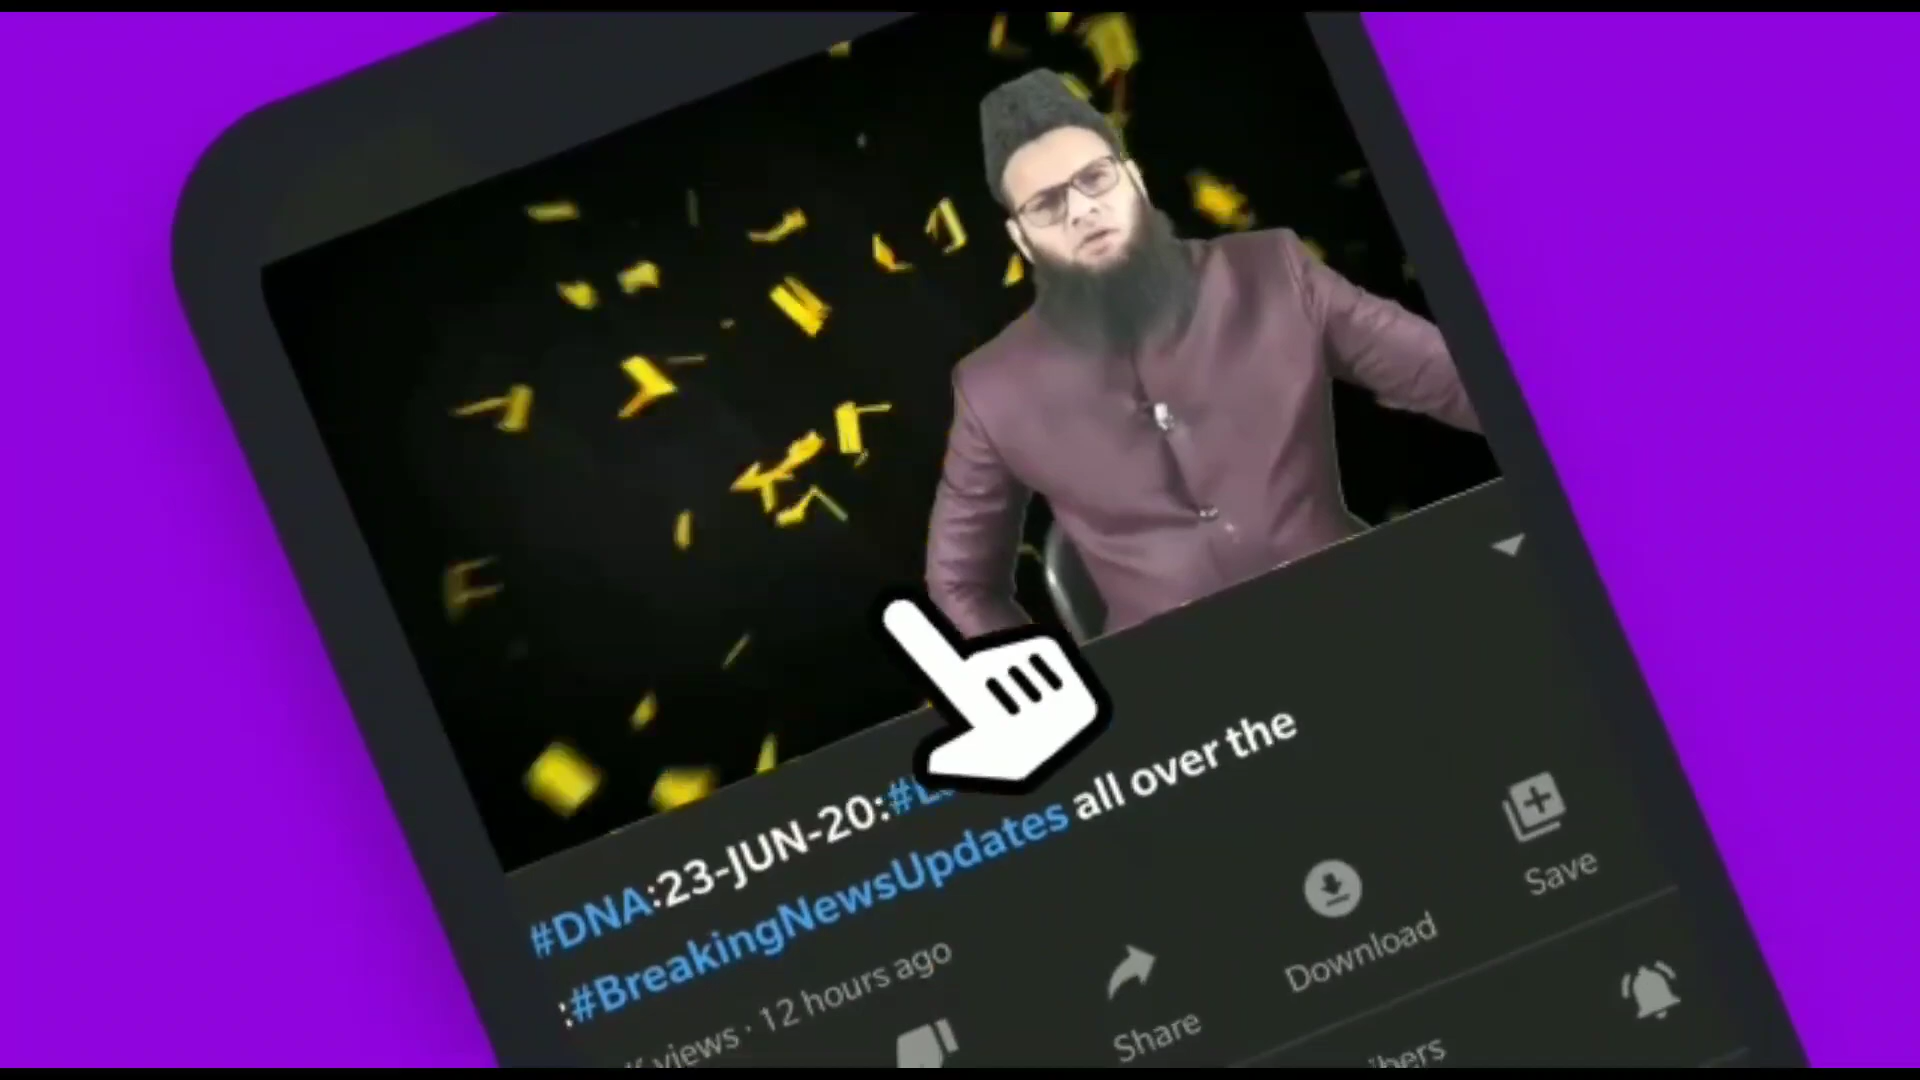 #DNA:23-JUN-20:
:#BreakingNewsUpdates all over the
views · 12 hours ago
Share
Download
Save